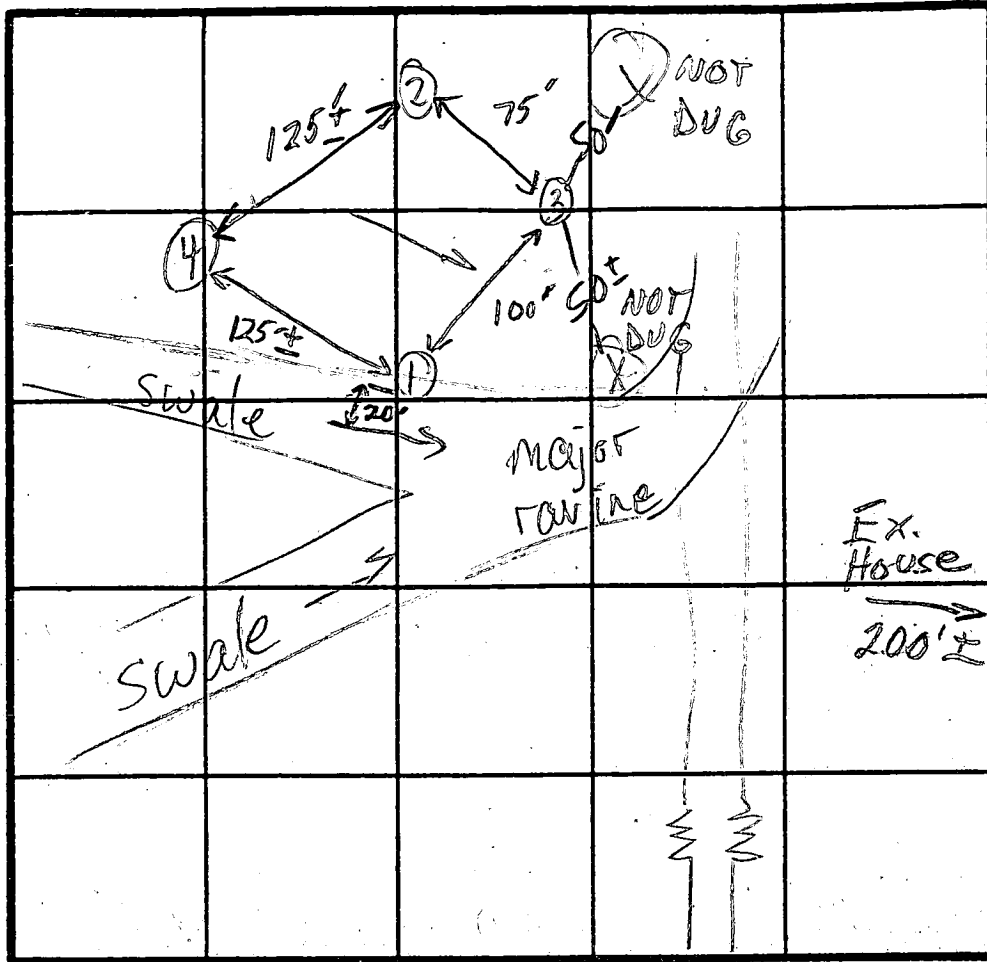 2
NOT
DUG
125'±
75'
50'
3
4
100'
50±
NOT
DUG
X
125'±
1
X
swale
20'
major
ravine
Ex.
House
200'±
swale